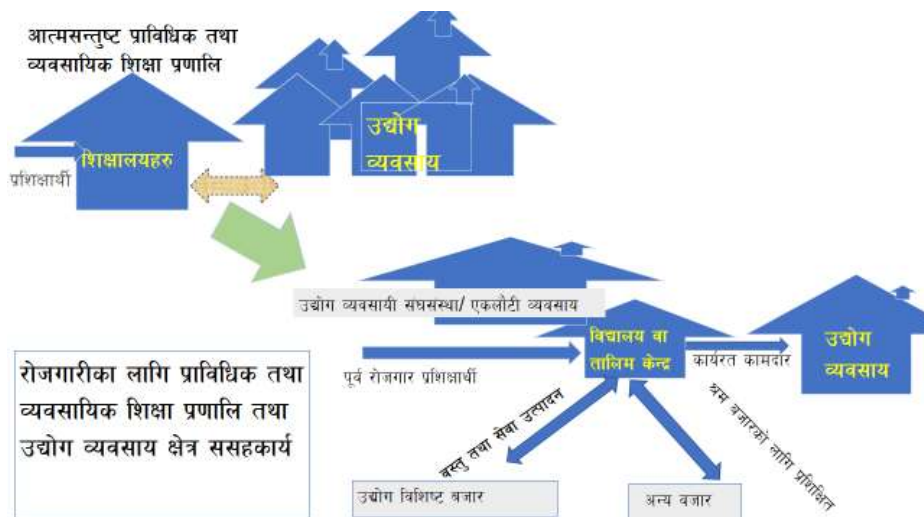 आत्मसन्तुष्ट प्राविधिक तथा
व्यवसायिक शिक्षा प्रणालि
उद्योग
व्यवसाय
शिक्षालयहरु
प्रशिक्षार्थी
उद्योग व्यवसायी संघसंस्था/ एकलौटी व्यवसाय
विद्यालय वा
तालिम केन्द्र
उद्योग
व्यवसाय
पूर्व रोजगार प्रशिक्षार्थी
कार्यरत कामदार
रोजगारीका लागि प्राविधिक तथा
व्यवसायिक शिक्षा प्रणालि तथा
उद्योग व्यवसाय क्षेत्र ससहकार्य
वस्तु तथा सेवा उत्पादन
श्रम बजारको लागि प्रशिक्षित
उद्योग विशिष्ट बजार
अन्य बजार